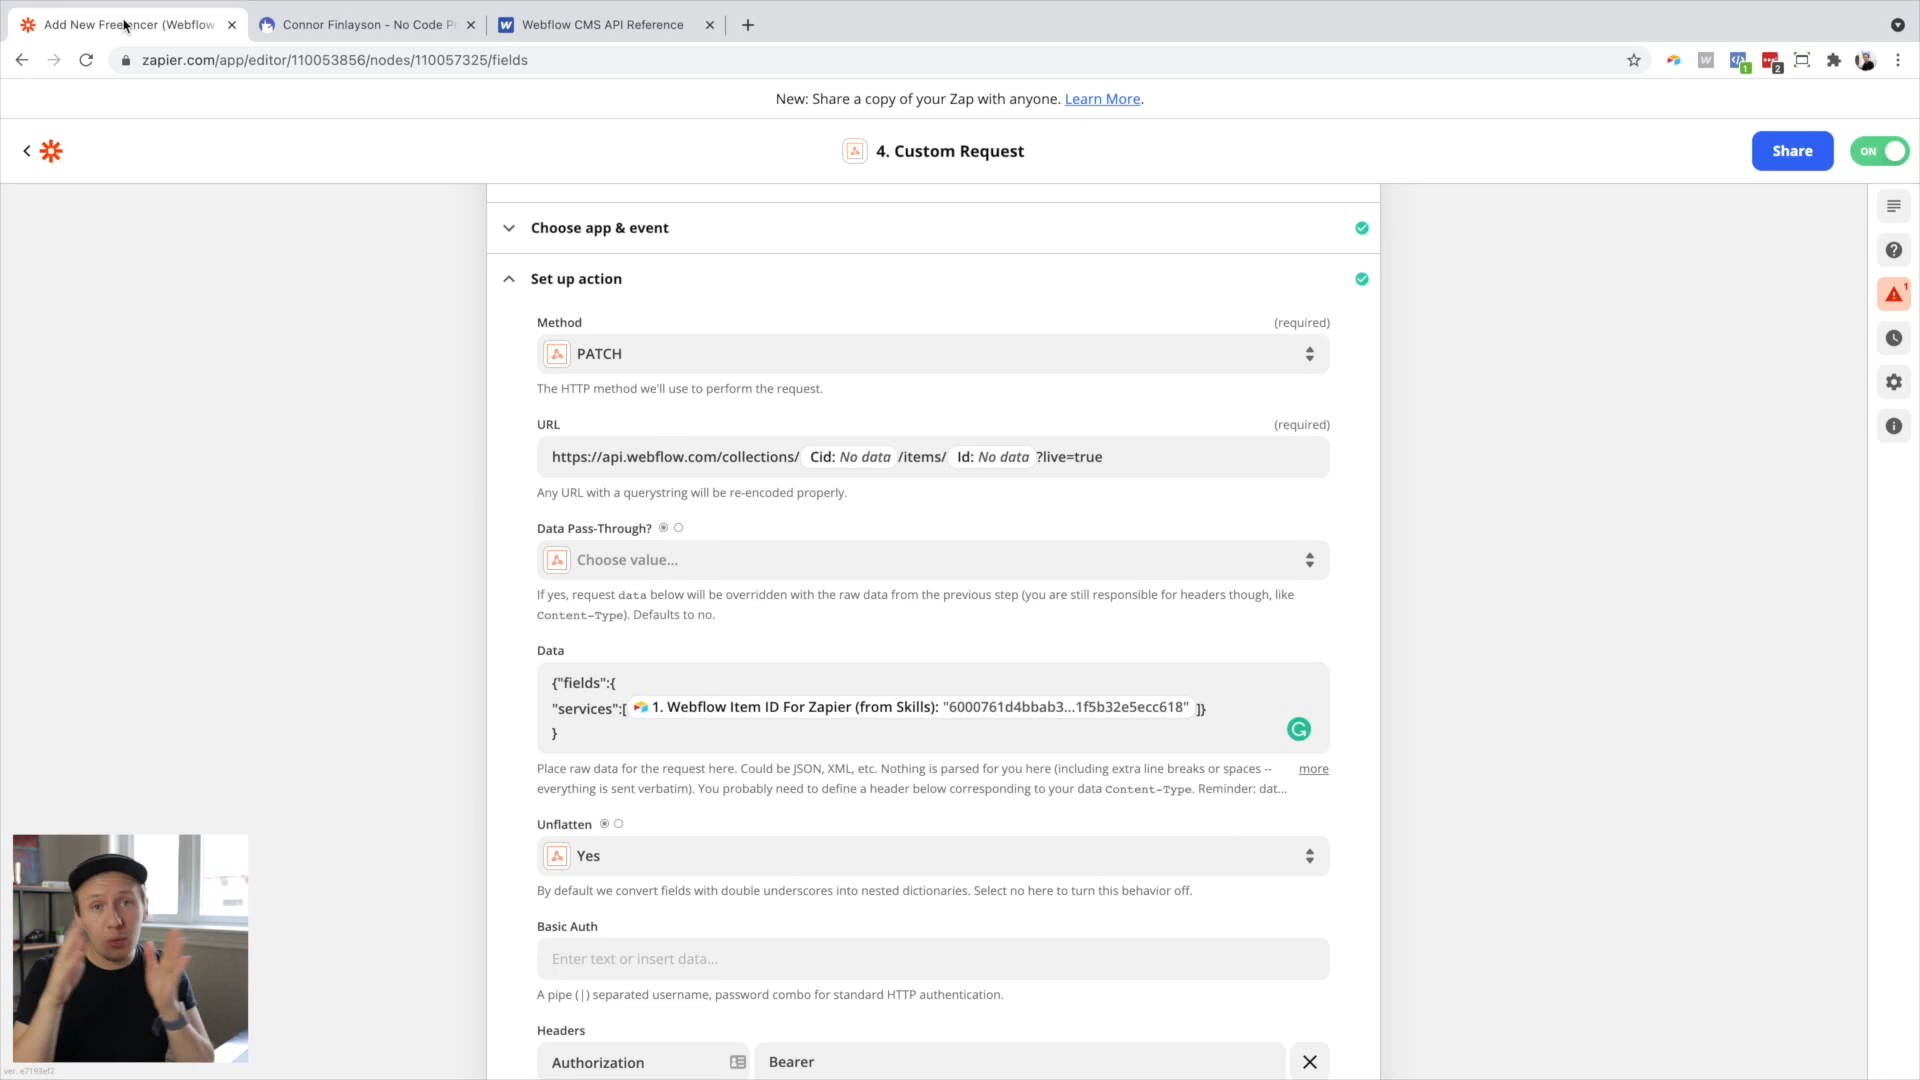 Add New Freelancer (Webflow
Connor Finlayson - No Code Pr
Webflow CMS API Reference
zapier.com/app/editor/110053856/nodes/110057325/fields
1
2
New: Share a copy of your Zap with anyone. Learn More.
4. Custom Request
Share
ON
1
Choose app & event
Set up action
Method (required)
PATCH
The HTTP method we'll use to perform the request.
URL (required)
https://api.webflow.com/collections/ Cid: No data /items/ Id: No data ?live=true
Any URL with a querystring will be re-encoded properly.
Data Pass-Through?
Choose value...
If yes, request data below will be overridden with the raw data from the previous step (you are still responsible for headers though, like
Content-Type). Defaults to no.
Data
{"fields":{
"services":[ 1. Webflow Item ID For Zapier (from Skills): "6000761d4bbab3...1f5b32e5ecc618" ]}
}
Place raw data for the request here. Could be JSON, XML, etc. Nothing is parsed for you here (including extra line breaks or spaces -- more
everything is sent verbatim). You probably need to define a header below corresponding to your data Content-Type. Reminder: dat...
Unflatten
Yes
By default we convert fields with double underscores into nested dictionaries. Select no here to turn this behavior off.
Basic Auth
Enter text or insert data...
A pipe (|) separated username, password combo for standard HTTP authentication.
Headers
Authorization Bearer
ver. e7193ef2